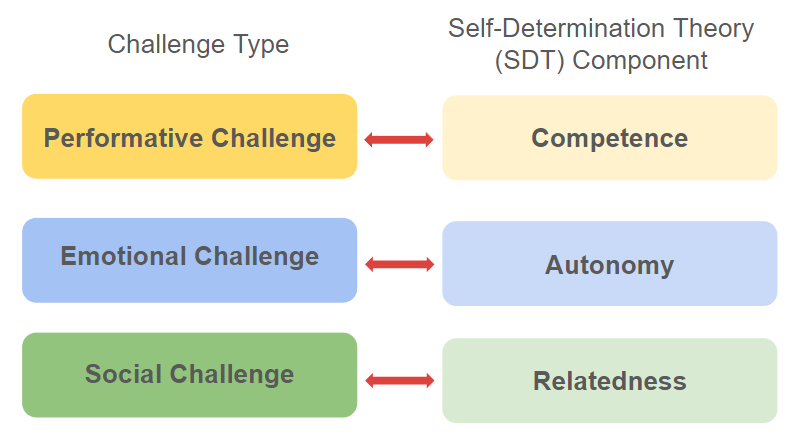 Challenge Type
Self-Determination Theory
(SDT) Component
Performative Challenge
Competence
Emotional Challenge
Autonomy
Social Challenge
Relatedness